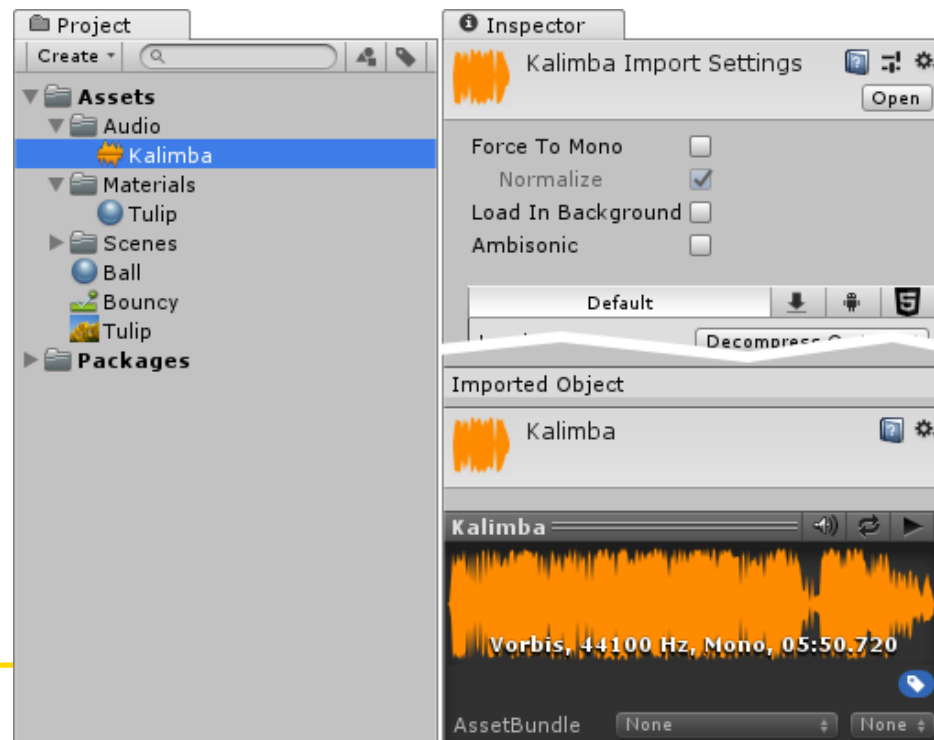 Project
Create
Assets
Audio
Kalimba
Materials
Tulip
Scenes
Ball
Bouncy
Tulip
Packages
Inspector
Kalimba Import Settings
Open
Force To Mono
Normalize
Load In Background
Ambisonic
Default
Decompress
Imported Object
Kalimba
Kalimba
Vorbis, 44100 Hz, Mono, 05:50.720
AssetBundle None None